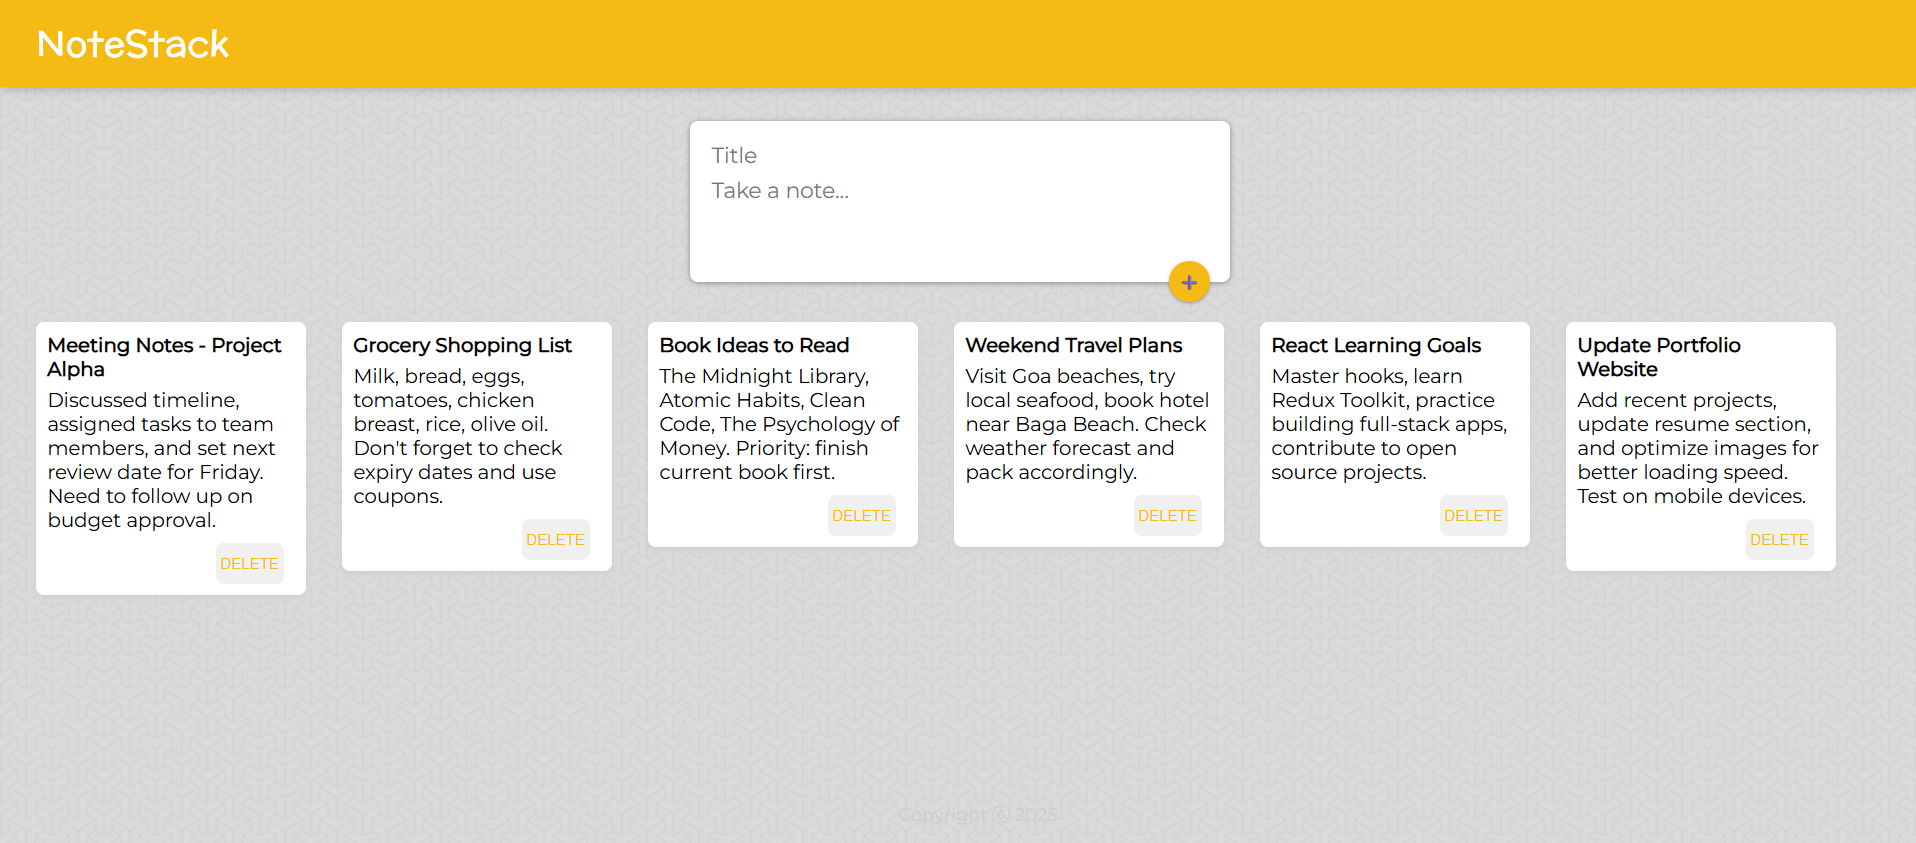 NoteStack
Title
Take a note...
+
Meeting Notes - Project
Alpha
Discussed timeline,
assigned tasks to team
members, and set next
review date for Friday.
Need to follow up on
budget approval.
DELETE
Grocery Shopping List
Milk, bread, eggs,
tomatoes, chicken
breast, rice, olive oil.
Don't forget to check
expiry dates and use
coupons.
DELETE
Book Ideas to Read
The Midnight Library,
Atomic Habits, Clean
Code, The Psychology of
Money. Priority: finish
current book first.
DELETE
Weekend Travel Plans
Visit Goa beaches, try
local seafood, book hotel
near Baga Beach. Check
weather forecast and
pack accordingly.
DELETE
React Learning Goals
Master hooks, learn
Redux Toolkit, practice
building full-stack apps,
contribute to open
source projects.
DELETE
Update Portfolio
Website
Add recent projects,
update resume section,
and optimize images for
better loading speed.
Test on mobile devices.
DELETE
Copyright ⓒ 2025